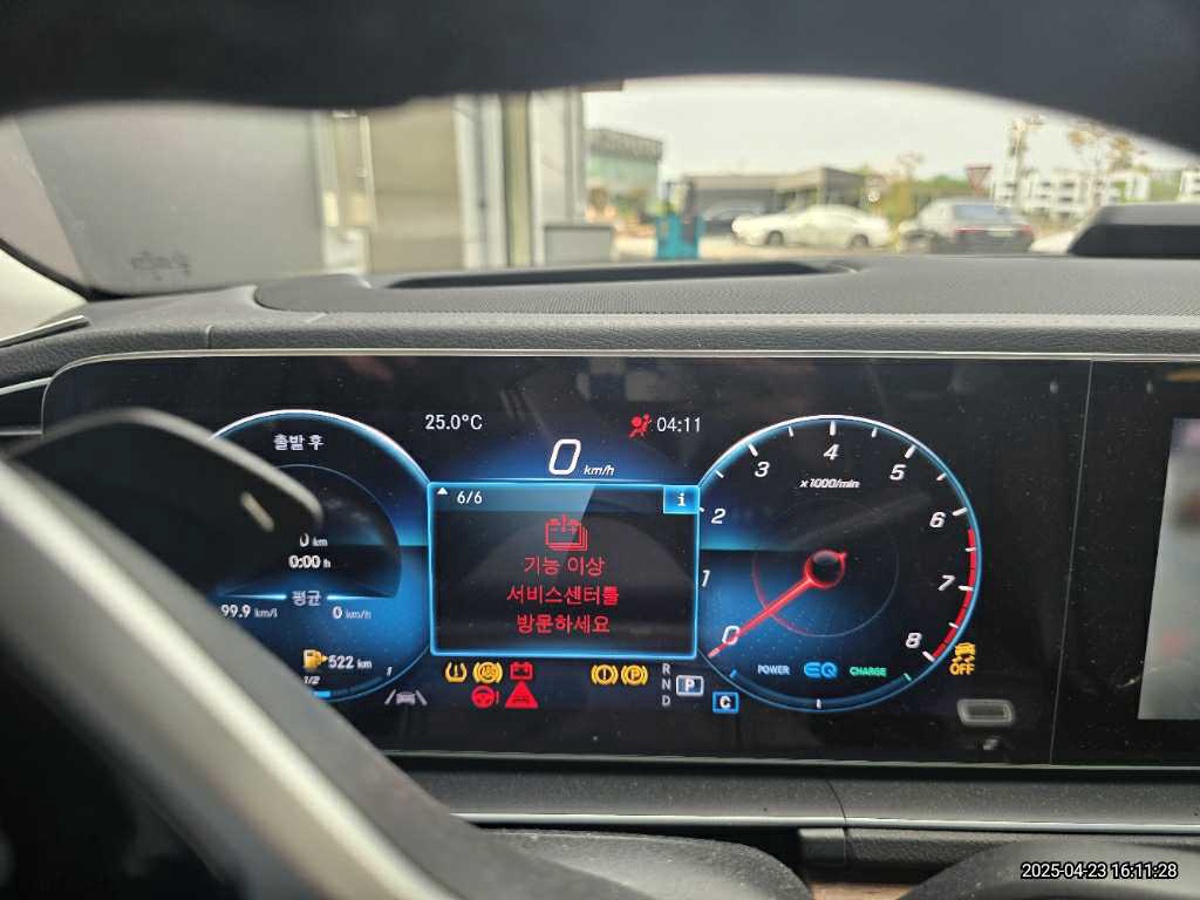 출발 후
25.0°C
04:11
0 km/h
0 km
0:00 h
평균
99.9 km/l
0 km/h
522 km
1/2
6/6
i
기능 이상
서비스센터를
방문하세요
R
N
D
P
C
x1000/min
0
1
2
3
4
5
6
7
8
POWER
EQ
CHARGE
OFF
2025-04-23 16:11:28